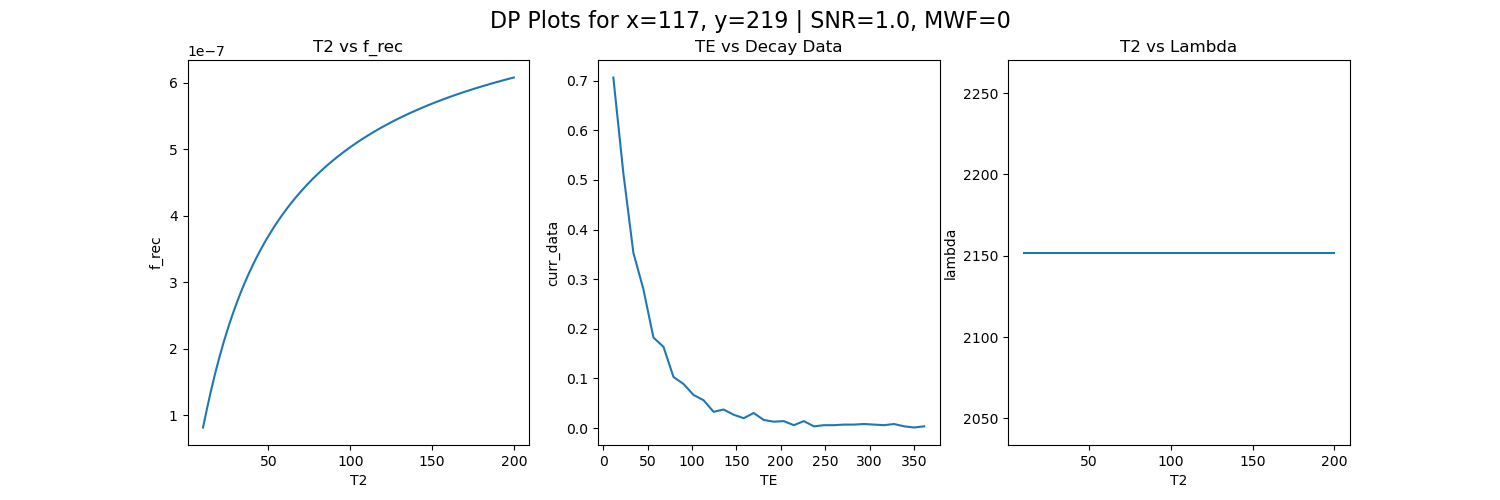 DP Plots for x=117, y=219 | SNR=1.0, MWF=0
T2 vs f_rec
1e−7
6
5
4
3
2
1
f_rec
50 100 150 200
T2
TE vs Decay Data
0.7
0.6
0.5
0.4
0.3
0.2
0.1
0.0
curr_data
0 50 100 150 200 250 300 350
TE
T2 vs Lambda
2250
2200
2150
2100
2050
lambda
50 100 150 200
T2